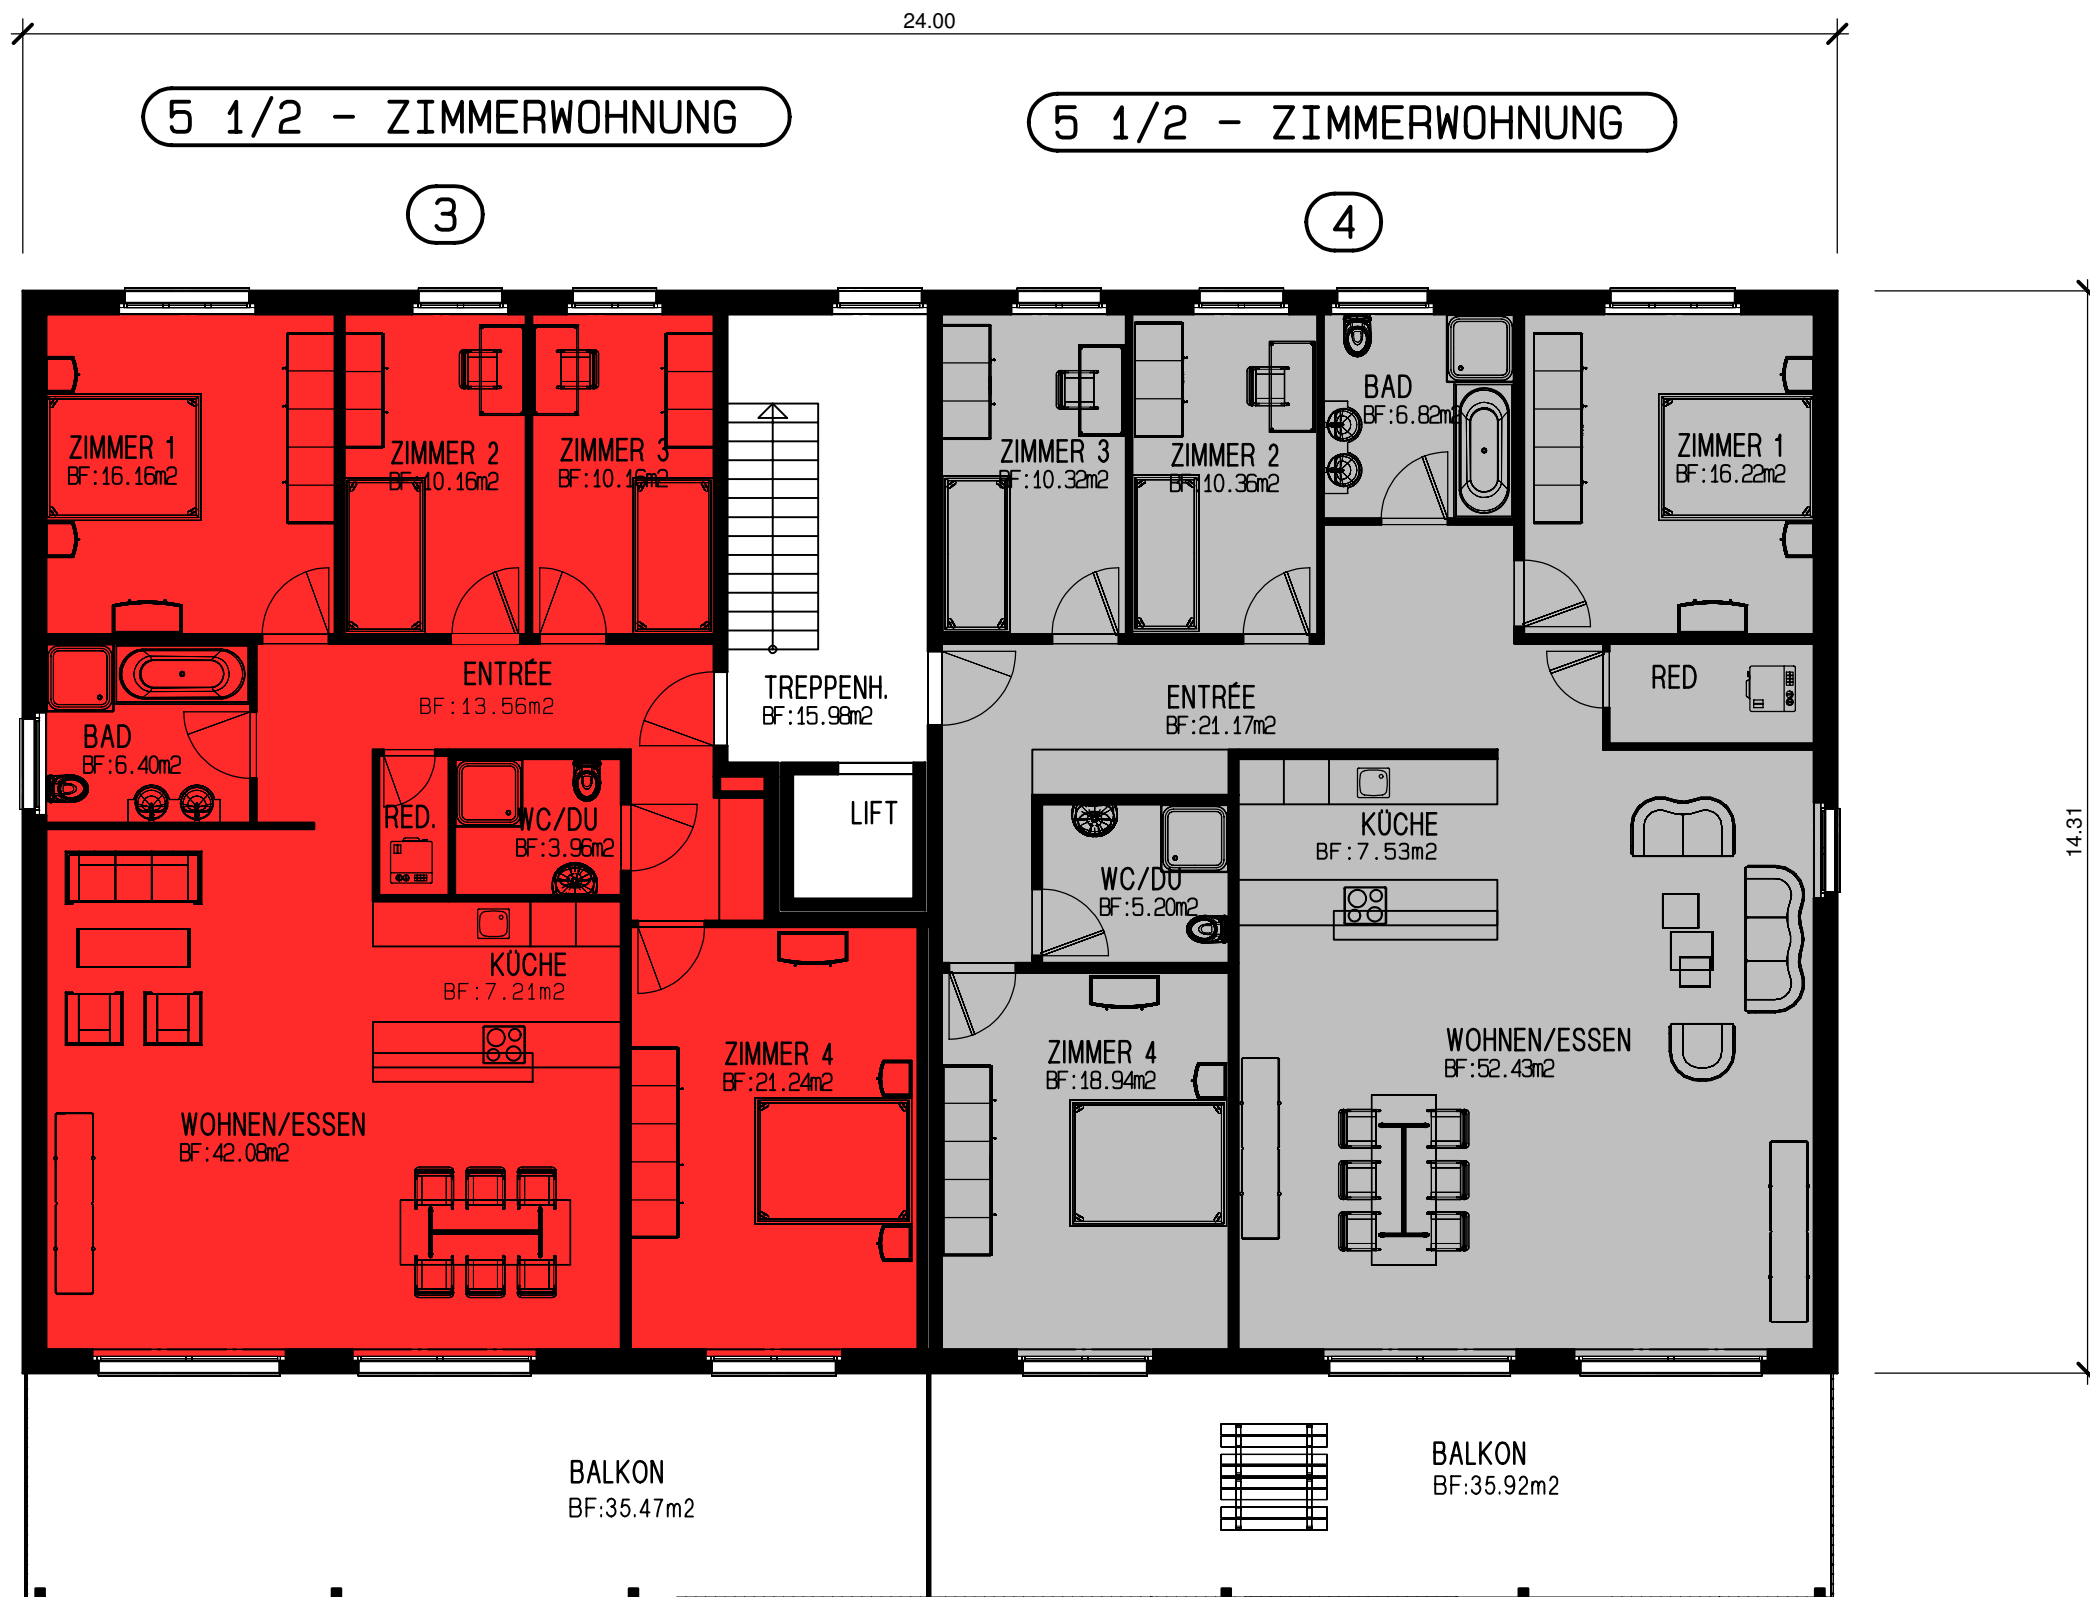 24.00
5 1/2 - ZIMMERWOHNUNG
5 1/2 - ZIMMERWOHNUNG
3
4
ZIMMER 1
BF:16.16m2
ZIMMER 2
BF:10.16m2
ZIMMER 3
BF:10.16m2
ZIMMER 3
BF:10.32m2
ZIMMER 2
BF:10.36m2
BAD
BF:6.82m2
ZIMMER 1
BF:16.22m2
ENTRÉE
BF:13.56m2
TREPPENH.
BF:15.98m2
ENTRÉE
BF:21.17m2
RED
BAD
BF:6.40m2
RED.
WC/DU
BF:3.96m2
LIFT
KÜCHE
BF:7.53m2
14.31
WC/DU
BF:5.20m2
KÜCHE
BF:7.21m2
ZIMMER 4
BF:21.24m2
ZIMMER 4
BF:18.94m2
WOHNEN/ESSEN
BF:52.43m2
WOHNEN/ESSEN
BF:42.08m2
BALKON
BF:35.47m2
BALKON
BF:35.92m2